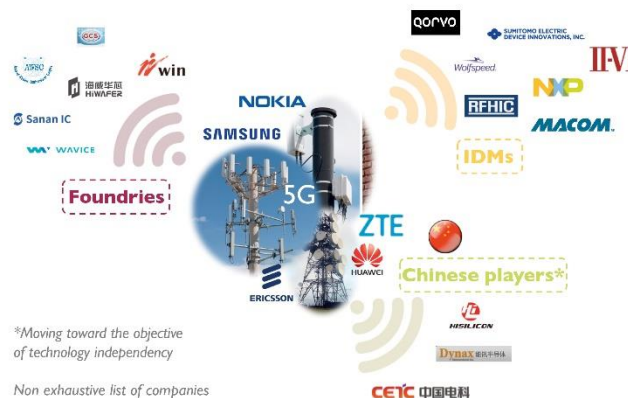 GCS
win
海威华芯
HiWAFER
Sanan IC
WAVICE
Foundries
NOKIA
SAMSUNG
5G
ZTE
HUAWEI
ERICSSON
QORVO
SUMITOMO ELECTRIC
DEVICE INNOVATIONS, INC.
II-VI
Wolfspeed
NXP
RFHIC
MACOM™
IDMs
Chinese players*
HISILICON
Dynax
CETC 中国电科
*Moving toward the objective
of technology independency
Non exhaustive list of companies